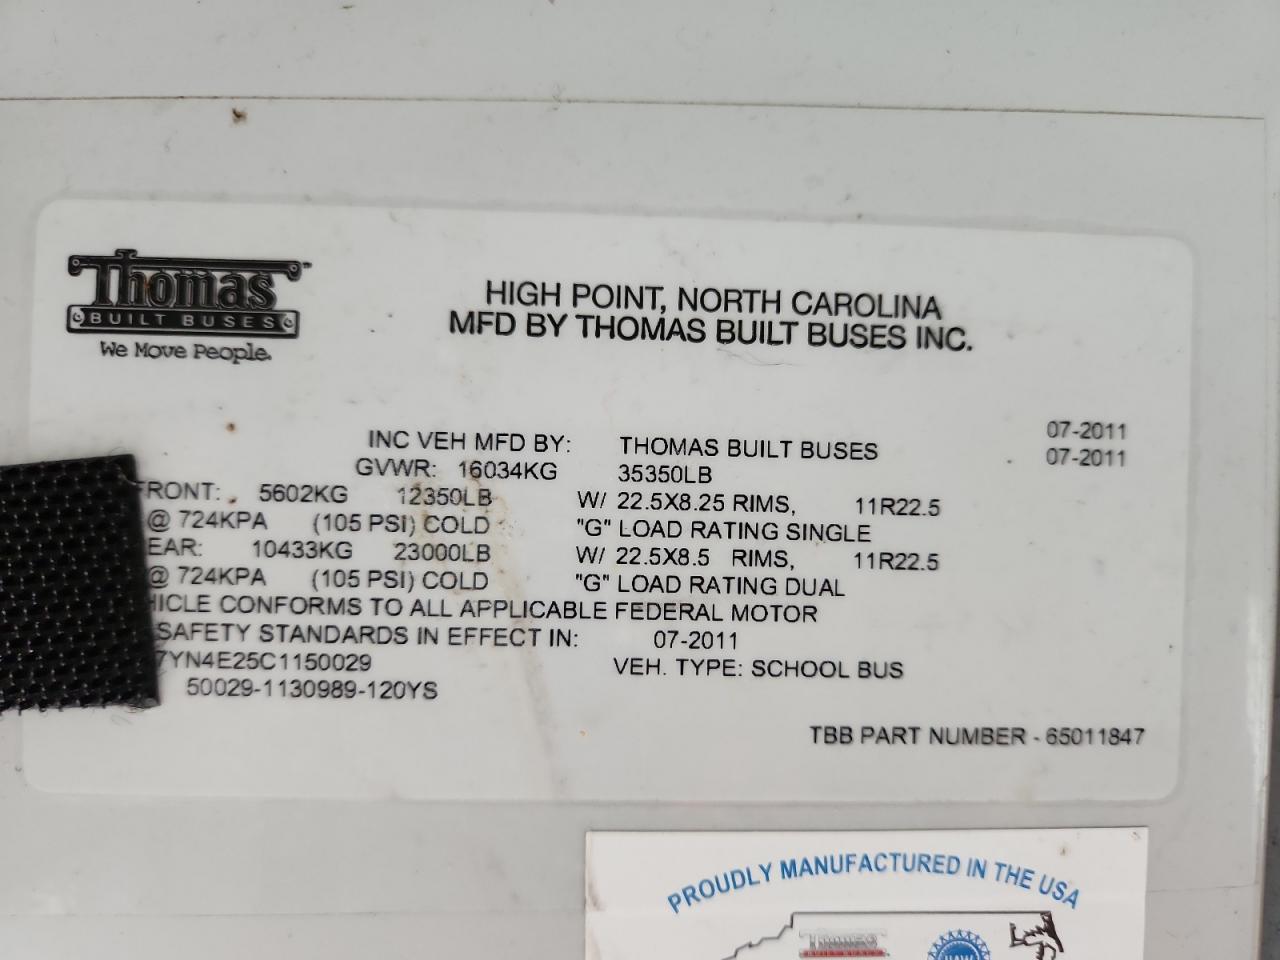 Thomas
BUILT BUSES
We Move People.
HIGH POINT, NORTH CAROLINA
MFD BY THOMAS BUILT BUSES INC.
07-2011
INC VEH MFD BY: THOMAS BUILT BUSES 07-2011
GVWR: 16034KG 35350LB
FRONT: 5602KG 12350LB W/ 22.5X8.25 RIMS, 11R22.5
@ 724KPA (105 PSI) COLD "G" LOAD RATING SINGLE
EAR: 10433KG 23000LB W/ 22.5X8.5 RIMS, 11R22.5
@ 724KPA (105 PSI) COLD "G" LOAD RATING DUAL
HICLE CONFORMS TO ALL APPLICABLE FEDERAL MOTOR
SAFETY STANDARDS IN EFFECT IN: 07-2011
7YN4E25C1150029 VEH. TYPE: SCHOOL BUS
50029-1130989-120YS
TBB PART NUMBER - 65011847
PROUDLY MANUFACTURED IN THE USA
Thomas
BUILT BUSES